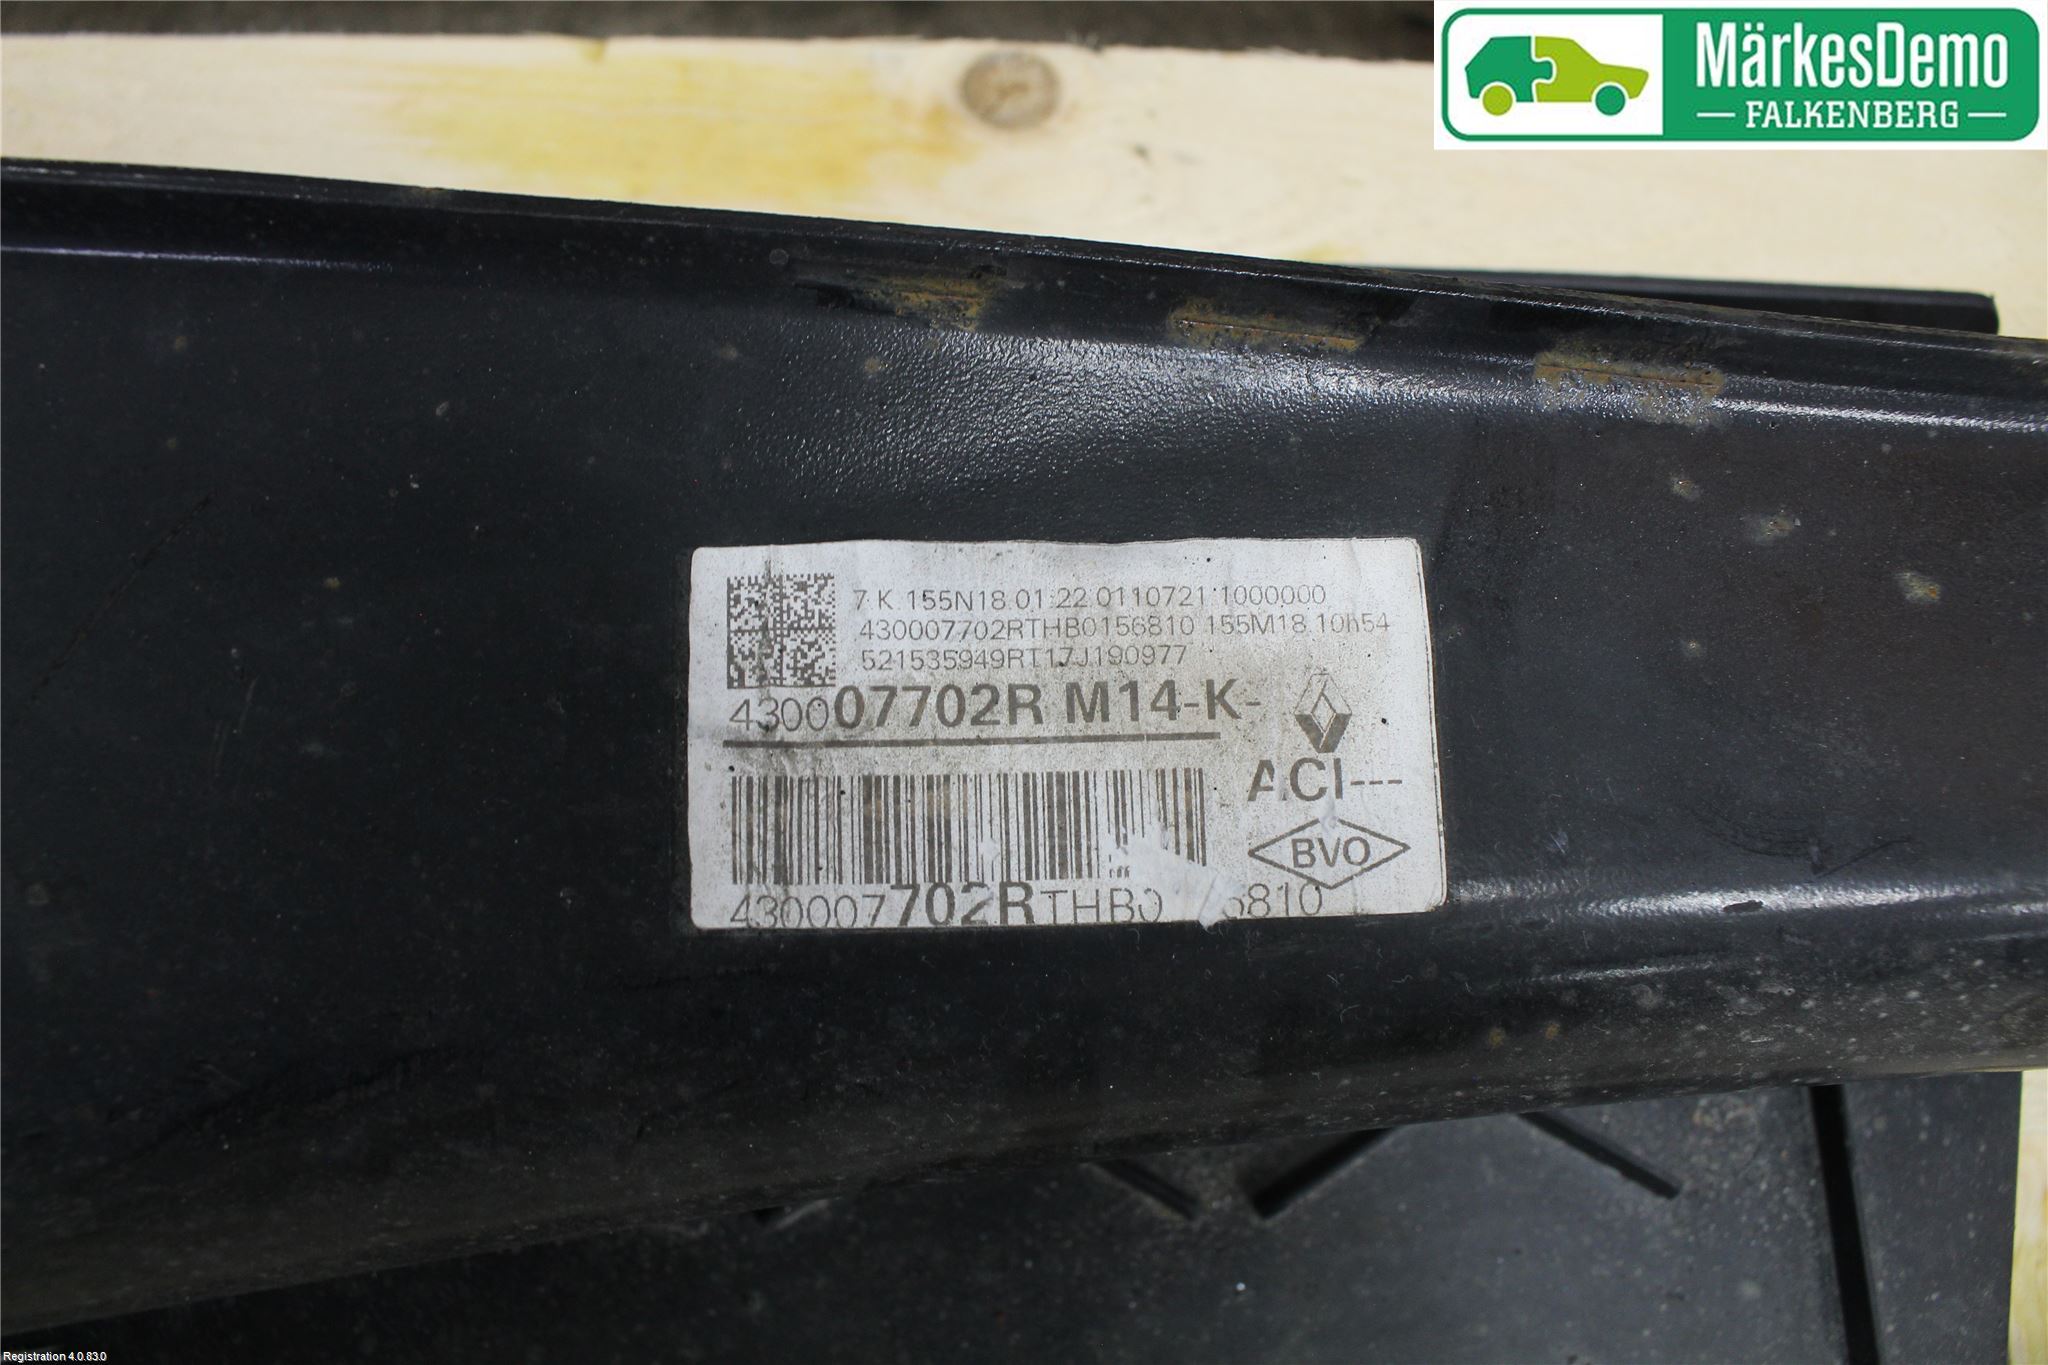 MärkesDemo
FALKENBERG
7.K.155N18.01:22.0110721.1000000
430007702RTHB0156810 155M18 10h54
521535949RT17J190977
430007702R M14-K-
ACI---
BVO
430007702RTHB0 6810
Registration 4.0.83.0